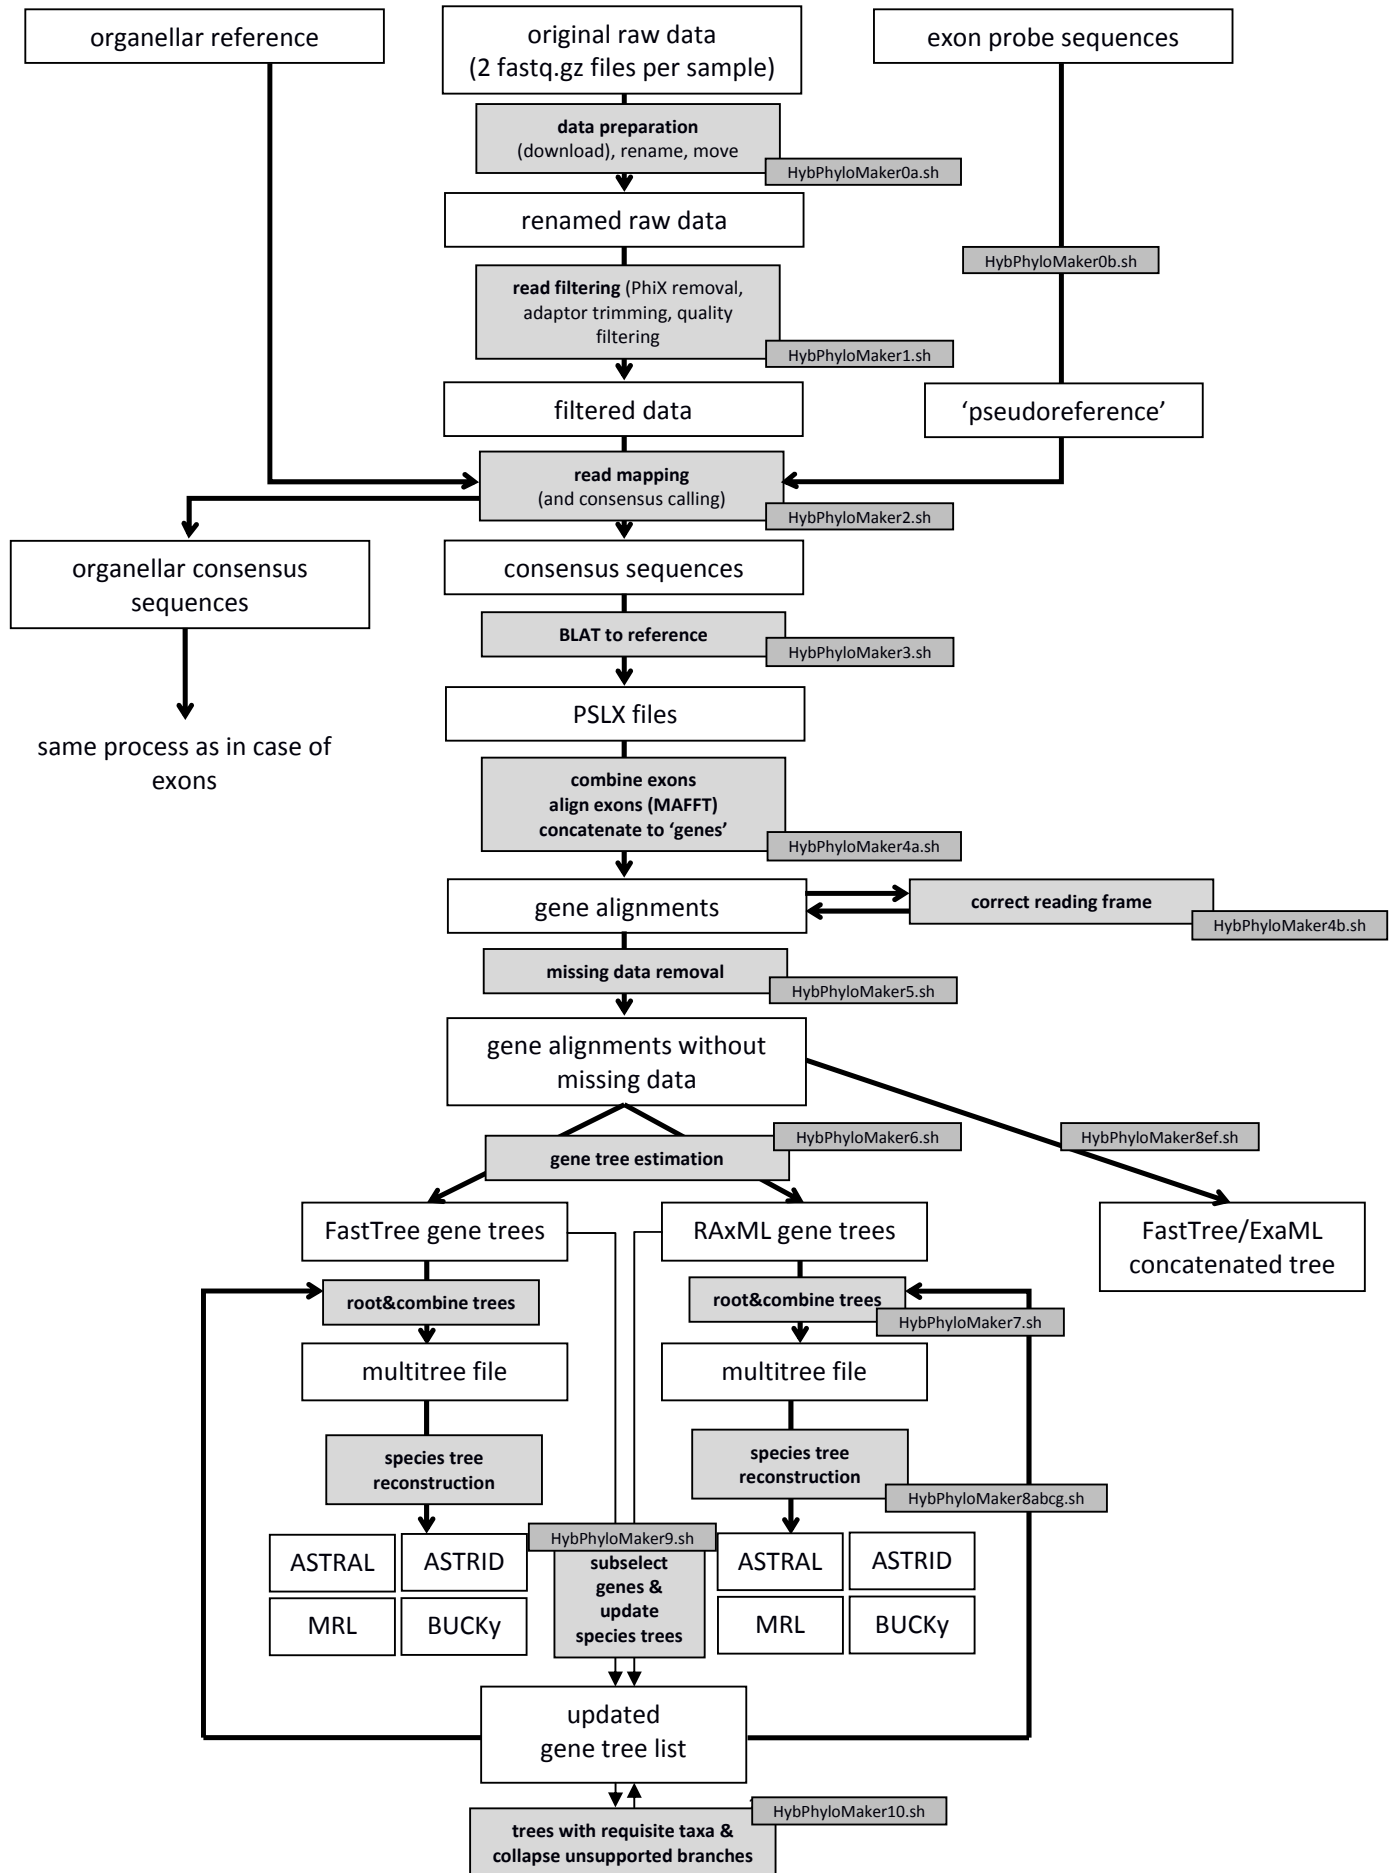 organellar reference
original raw data
(2 fastq.gz files per sample)
exon probe sequences
data preparation
(download), rename, move
HybPhyloMaker0a.sh
renamed raw data
HybPhyloMaker0b.sh
read filtering (PhiX removal,
adaptor trimming, quality
filtering
HybPhyloMaker1.sh
filtered data
‘pseudoreference’
read mapping
(and consensus calling)
HybPhyloMaker2.sh
organellar consensus
sequences
consensus sequences
BLAT to reference
HybPhyloMaker3.sh
PSLX files
same process as in case of
exons
combine exons
align exons (MAFFT)
concatenate to ‘genes’
HybPhyloMaker4a.sh
gene alignments
correct reading frame
HybPhyloMaker4b.sh
missing data removal
HybPhyloMaker5.sh
gene alignments without
missing data
HybPhyloMaker6.sh
HybPhyloMaker8ef.sh
gene tree estimation
FastTree gene trees
RAxML gene trees
FastTree/ExaML
concatenated tree
root&combine trees
root&combine trees
HybPhyloMaker7.sh
multitree file
multitree file
species tree
reconstruction
species tree
reconstruction
HybPhyloMaker8abcg.sh
ASTRAL
ASTRID
MRL
BUCKy
HybPhyloMaker9.sh
subselect
genes &
update
species trees
ASTRAL
ASTRID
MRL
BUCKy
updated
gene tree list
HybPhyloMaker10.sh
trees with requisite taxa &
collapse unsupported branches